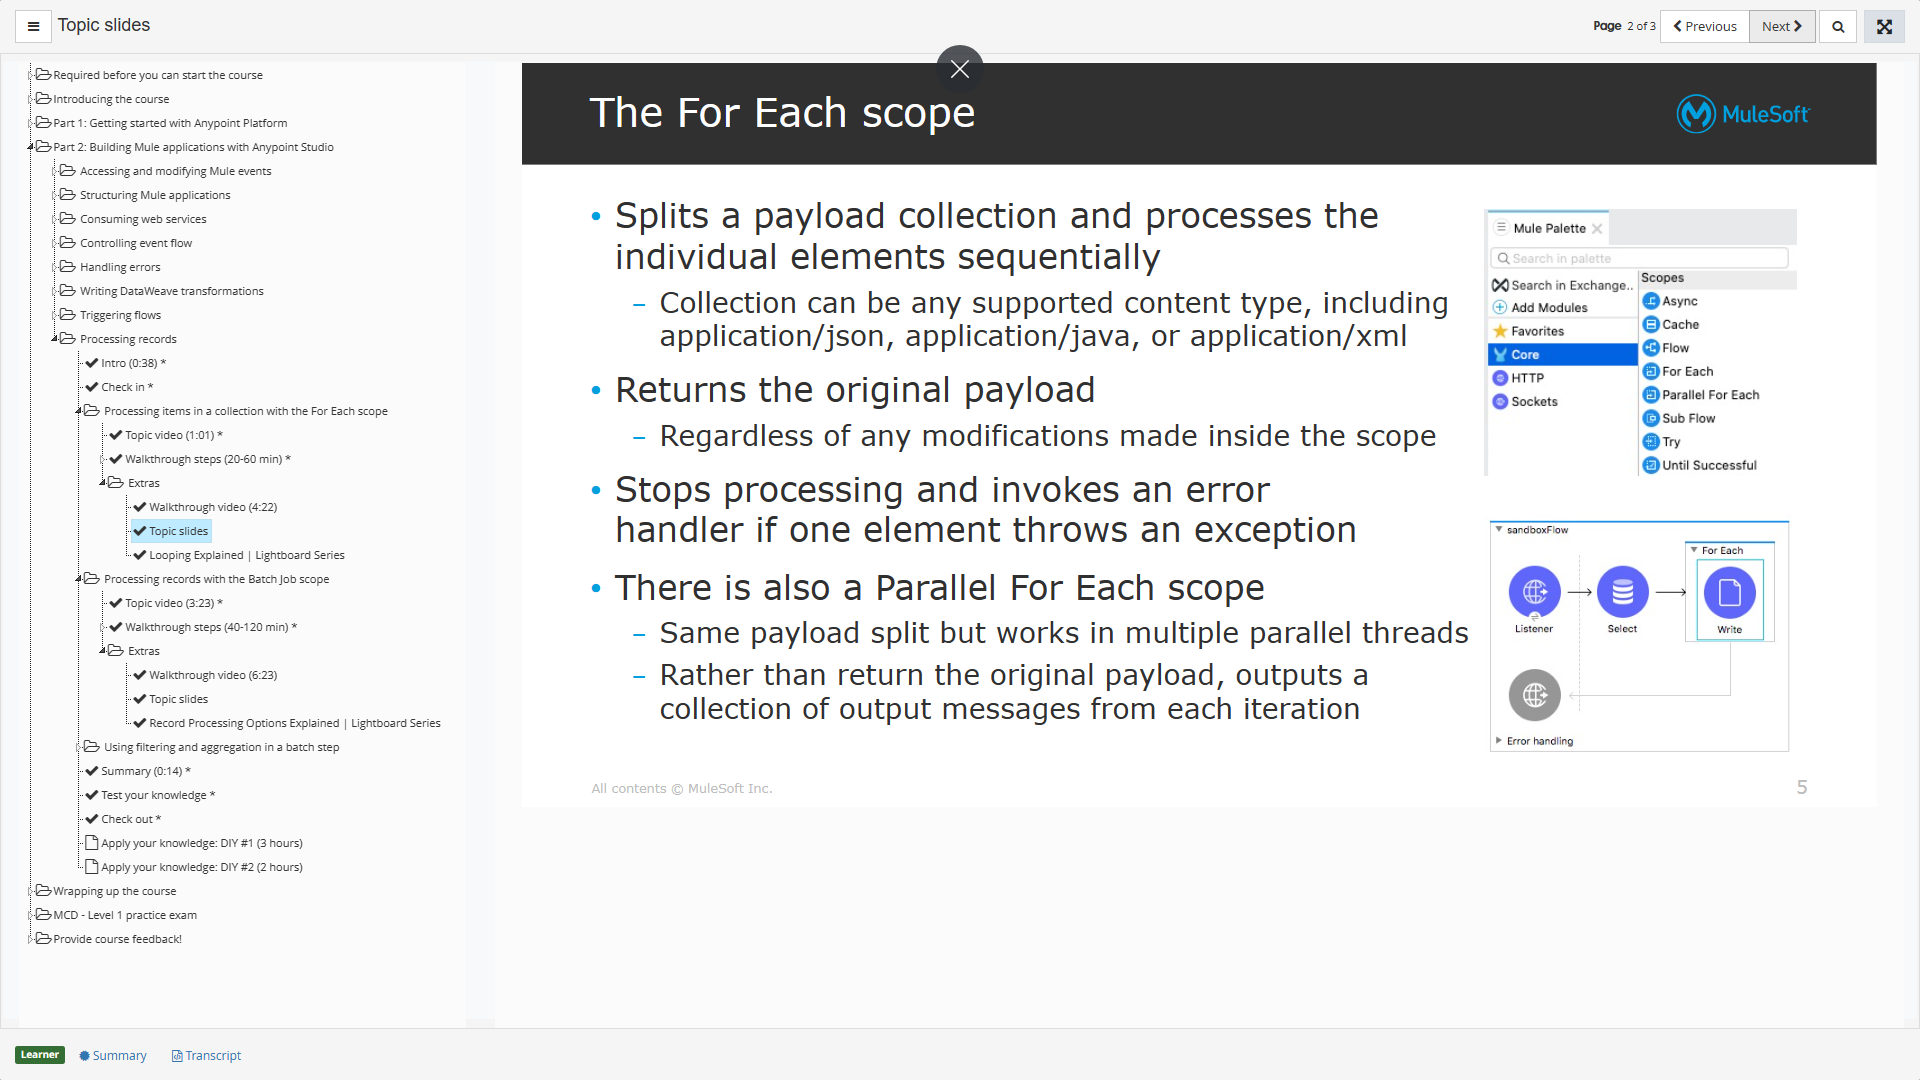 Topic slides
Page 2 of 3
Previous
Next
Required before you can start the course
Introducing the course
Part 1: Getting started with Anypoint Platform
Part 2: Building Mule applications with Anypoint Studio
Accessing and modifying Mule events
Structuring Mule applications
Consuming web services
Controlling event flow
Handling errors
Writing DataWeave transformations
Triggering flows
Processing records
Intro (0:38) *
Check in *
Processing items in a collection with the For Each scope
Topic video (1:01) *
Walkthrough steps (20-60 min) *
Extras
Walkthrough video (4:22)
Topic slides
Looping Explained | Lightboard Series
Processing records with the Batch Job scope
Topic video (3:23) *
Walkthrough steps (40-120 min) *
Extras
Walkthrough video (6:23)
Topic slides
Record Processing Options Explained | Lightboard Series
Using filtering and aggregation in a batch step
Summary (0:14) *
Test your knowledge *
Check out *
Apply your knowledge: DIY #1 (3 hours)
Apply your knowledge: DIY #2 (2 hours)
Wrapping up the course
MCD - Level 1 practice exam
Provide course feedback!
The For Each scope
MuleSoft
• Splits a payload collection and processes the
individual elements sequentially
– Collection can be any supported content type, including
application/json, application/java, or application/xml
• Returns the original payload
– Regardless of any modifications made inside the scope
• Stops processing and invokes an error
handler if one element throws an exception
• There is also a Parallel For Each scope
– Same payload split but works in multiple parallel threads
– Rather than return the original payload, outputs a
collection of output messages from each iteration
Mule Palette
Search in palette
Search in Exchange..
Add Modules
Favorites
Core
HTTP
Sockets
Scopes
Async
Cache
Flow
For Each
Parallel For Each
Sub Flow
Try
Until Successful
sandboxFlow
For Each
Listener
Select
Write
Error handling
All contents © MuleSoft Inc.
5
Learner
Summary
Transcript